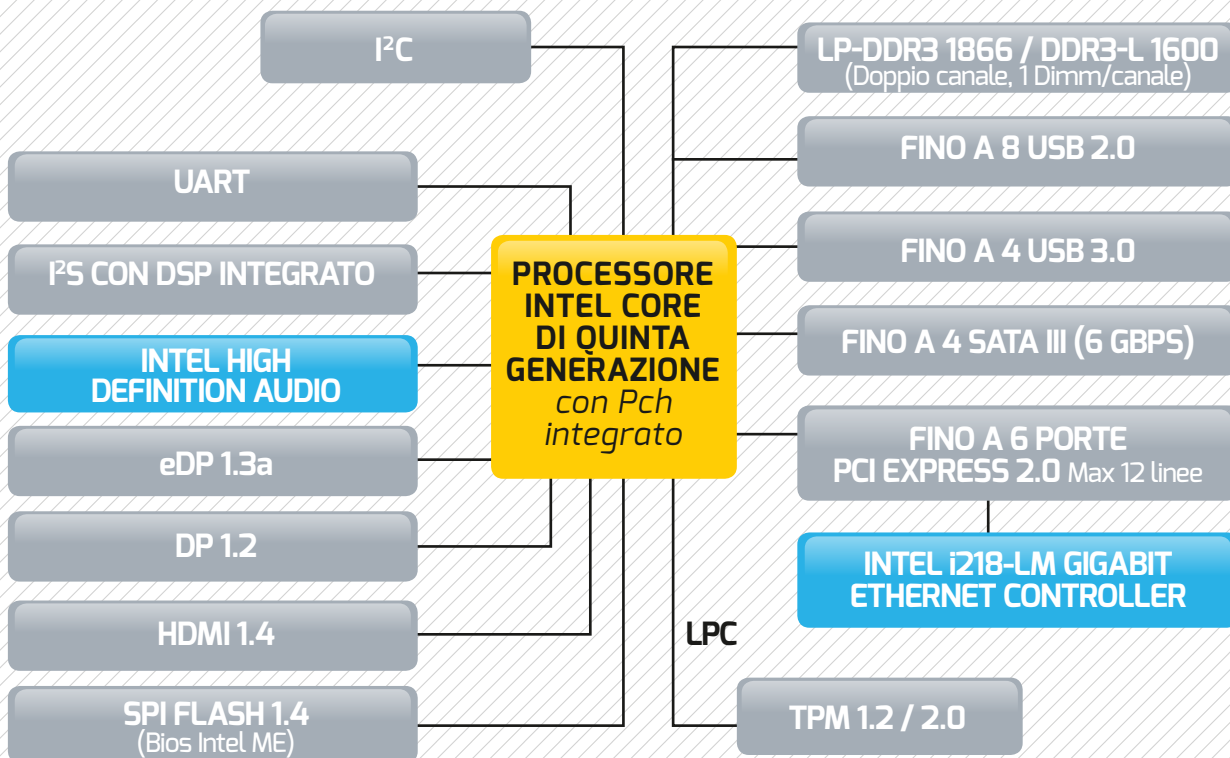 I²C
UART
I²S CON DSP INTEGRATO
INTEL HIGH
DEFINITION AUDIO
eDP 1.3a
DP 1.2
HDMI 1.4
SPI FLASH 1.4
(Bios Intel ME)
PROCESSORE
INTEL CORE
DI QUINTA
GENERAZIONE
con Pch
integrato
LP-DDR3 1866 / DDR3-L 1600
(Doppio canale, 1 Dimm/canale)
FINO A 8 USB 2.0
FINO A 4 USB 3.0
FINO A 4 SATA III (6 GBPS)
FINO A 6 PORTE
PCI EXPRESS 2.0 Max 12 linee
INTEL i218-LM GIGABIT
ETHERNET CONTROLLER
LPC
TPM 1.2 / 2.0